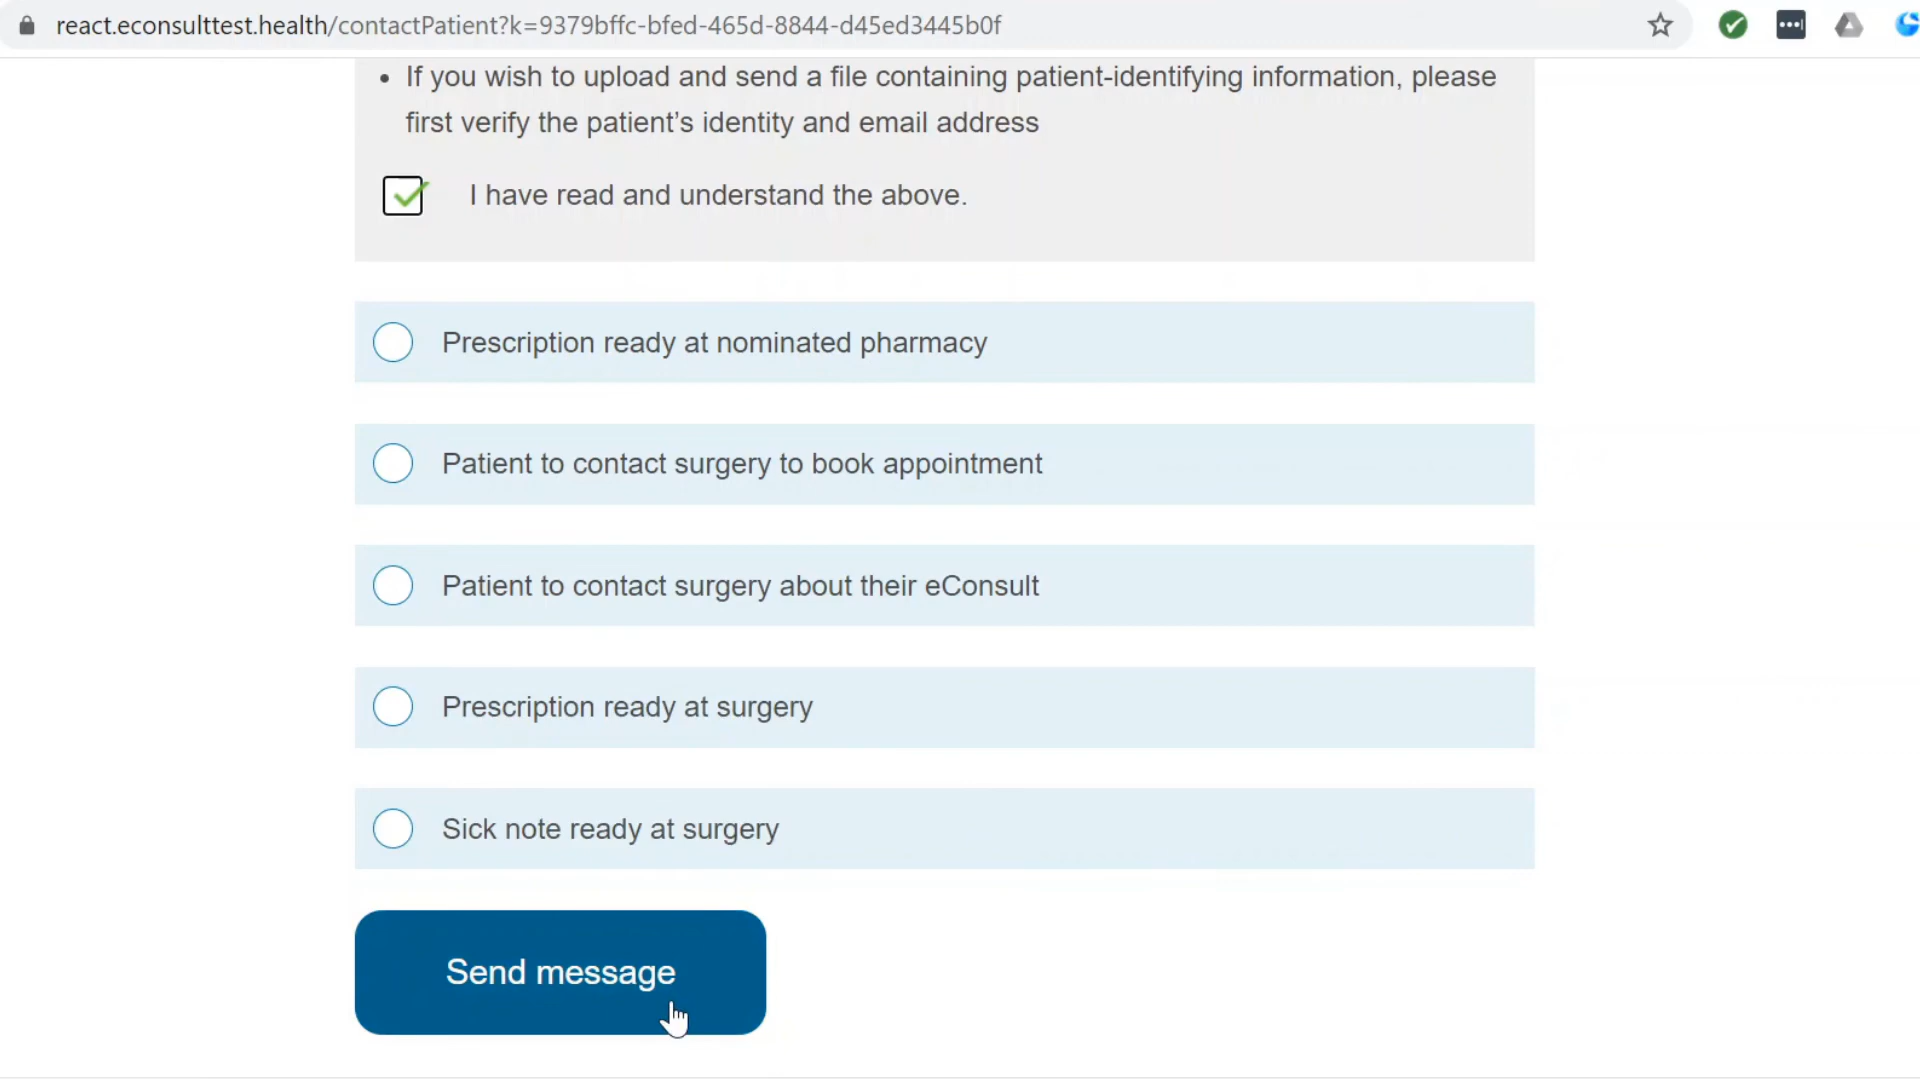 react.econsulttest.health/contactPatient?k=9379bffc-bfed-465d-8844-d45ed3445b0f
• If you wish to upload and send a file containing patient-identifying information, please
first verify the patient’s identity and email address
I have read and understand the above.
Prescription ready at nominated pharmacy
Patient to contact surgery to book appointment
Patient to contact surgery about their eConsult
Prescription ready at surgery
Sick note ready at surgery
Send message